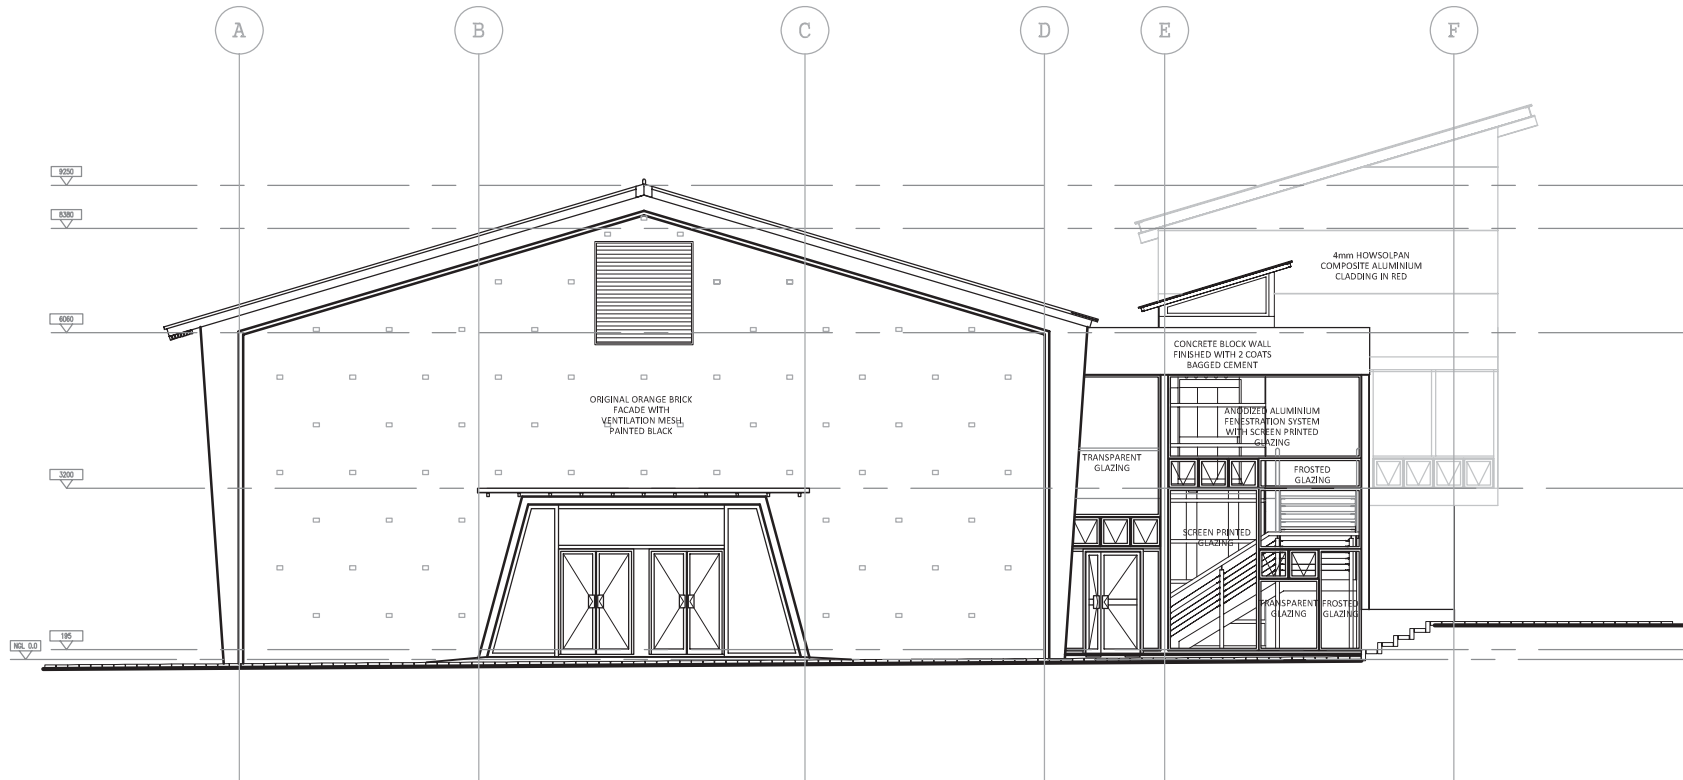 A
B
C
D
E
F
9250
8380
6060
3200
195
NGL 0.0
4mm HOWSOLPAN
COMPOSITE ALUMINIUM
CLADDING IN RED
CONCRETE BLOCK WALL
FINISHED WITH 2 COATS
BAGGED CEMENT
ORIGINAL ORANGE BRICK
FACADE WITH
VENTILATION MESH
PAINTED BLACK
ANODIZED ALUMINIUM
FENESTRATION SYSTEM
WITH SCREEN PRINTED
GLAZING
TRANSPARENT
GLAZING
FROSTED
GLAZING
SCREEN PRINTED
GLAZING
TRANSPARENT
GLAZING
FROSTED
GLAZING